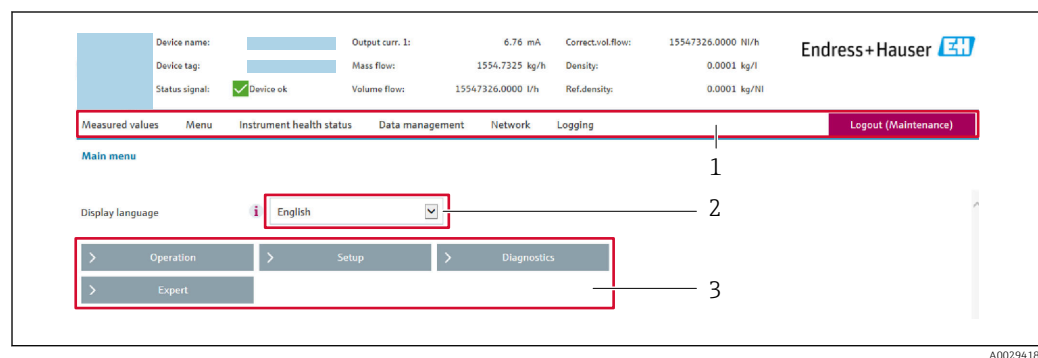 Device name: Output curr. 1: 6.76 mA Correct.vol.flow: 15547326.0000 Nl/h
Endress+Hauser EH
Device tag: Mass flow: 1554.7325 kg/h Density: 0.0001 kg/l
Status signal: Device ok Volume flow: 15547326.0000 l/h Ref.density: 0.0001 kg/Nl
Measured values Menu Instrument health status Data management Network Logging Logout (Maintenance)
1
Main menu
Display language i English 2
> Operation > Setup > Diagnostics
> Expert 3
A0029418